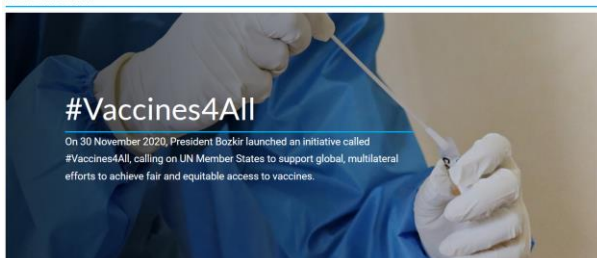 #Vaccines4All
On 30 November 2020, President Bozkir launched an initiative called
#Vaccines4All, calling on UN Member States to support global, multilateral
efforts to achieve fair and equitable access to vaccines.